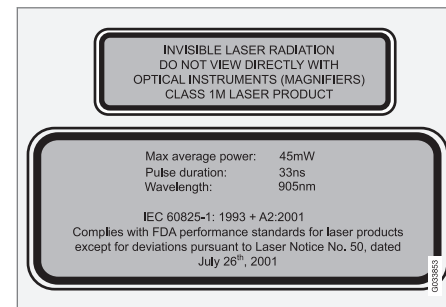 INVISIBLE LASER RADIATION
DO NOT VIEW DIRECTLY WITH
OPTICAL INSTRUMENTS (MAGNIFIERS)
CLASS 1M LASER PRODUCT
Max average power: 45mW
Pulse duration: 33ns
Wavelength: 905nm
IEC 60825-1: 1993 + A2:2001
Complies with FDA performance standards for laser products
except for deviations pursuant to Laser Notice No. 50, dated
July 26th, 2001
G033853